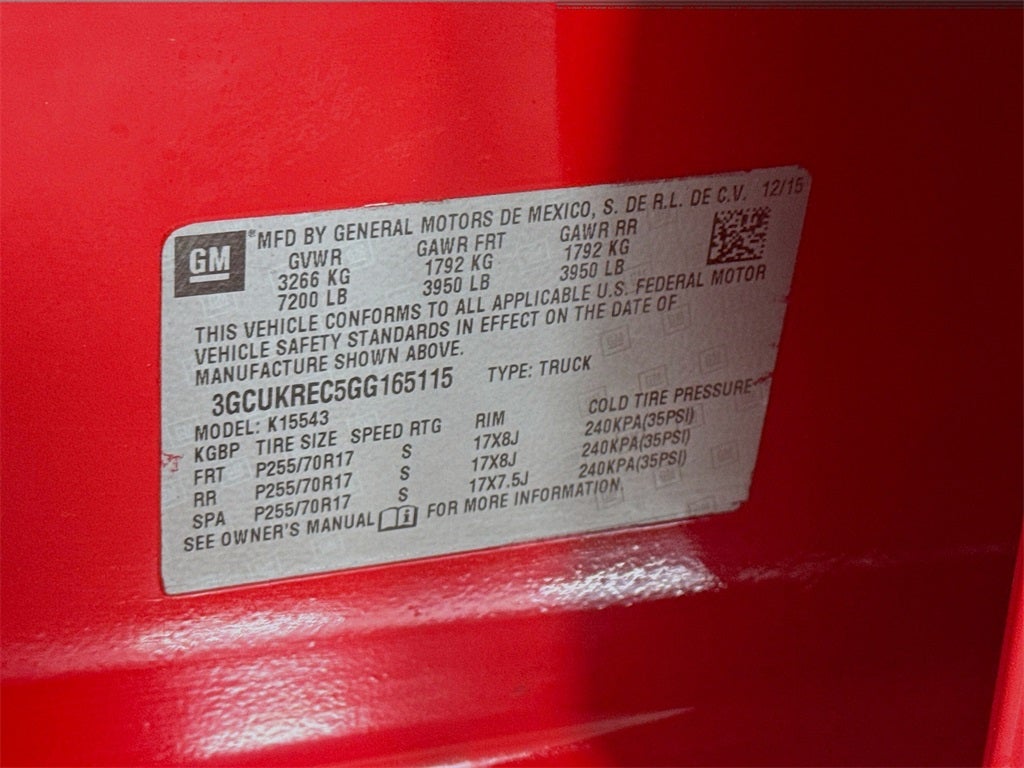 GM
®MFD BY GENERAL MOTORS DE MEXICO, S. DE R.L. DE C.V. 12/15
GVWR GAWR FRT GAWR RR
3266 KG 1792 KG 1792 KG
7200 LB 3950 LB 3950 LB
THIS VEHICLE CONFORMS TO ALL APPLICABLE U.S. FEDERAL MOTOR
VEHICLE SAFETY STANDARDS IN EFFECT ON THE DATE OF
MANUFACTURE SHOWN ABOVE.
3GCUKREC5GG165115 TYPE: TRUCK
MODEL: K15543
KGBP TIRE SIZE SPEED RTG RIM COLD TIRE PRESSURE
FRT P255/70R17 S 17X8J 240KPA(35PSI)
RR P255/70R17 S 17X8J 240KPA(35PSI)
SPA P255/70R17 S 17X7.5J 240KPA(35PSI)
SEE OWNER'S MANUAL i FOR MORE INFORMATION.